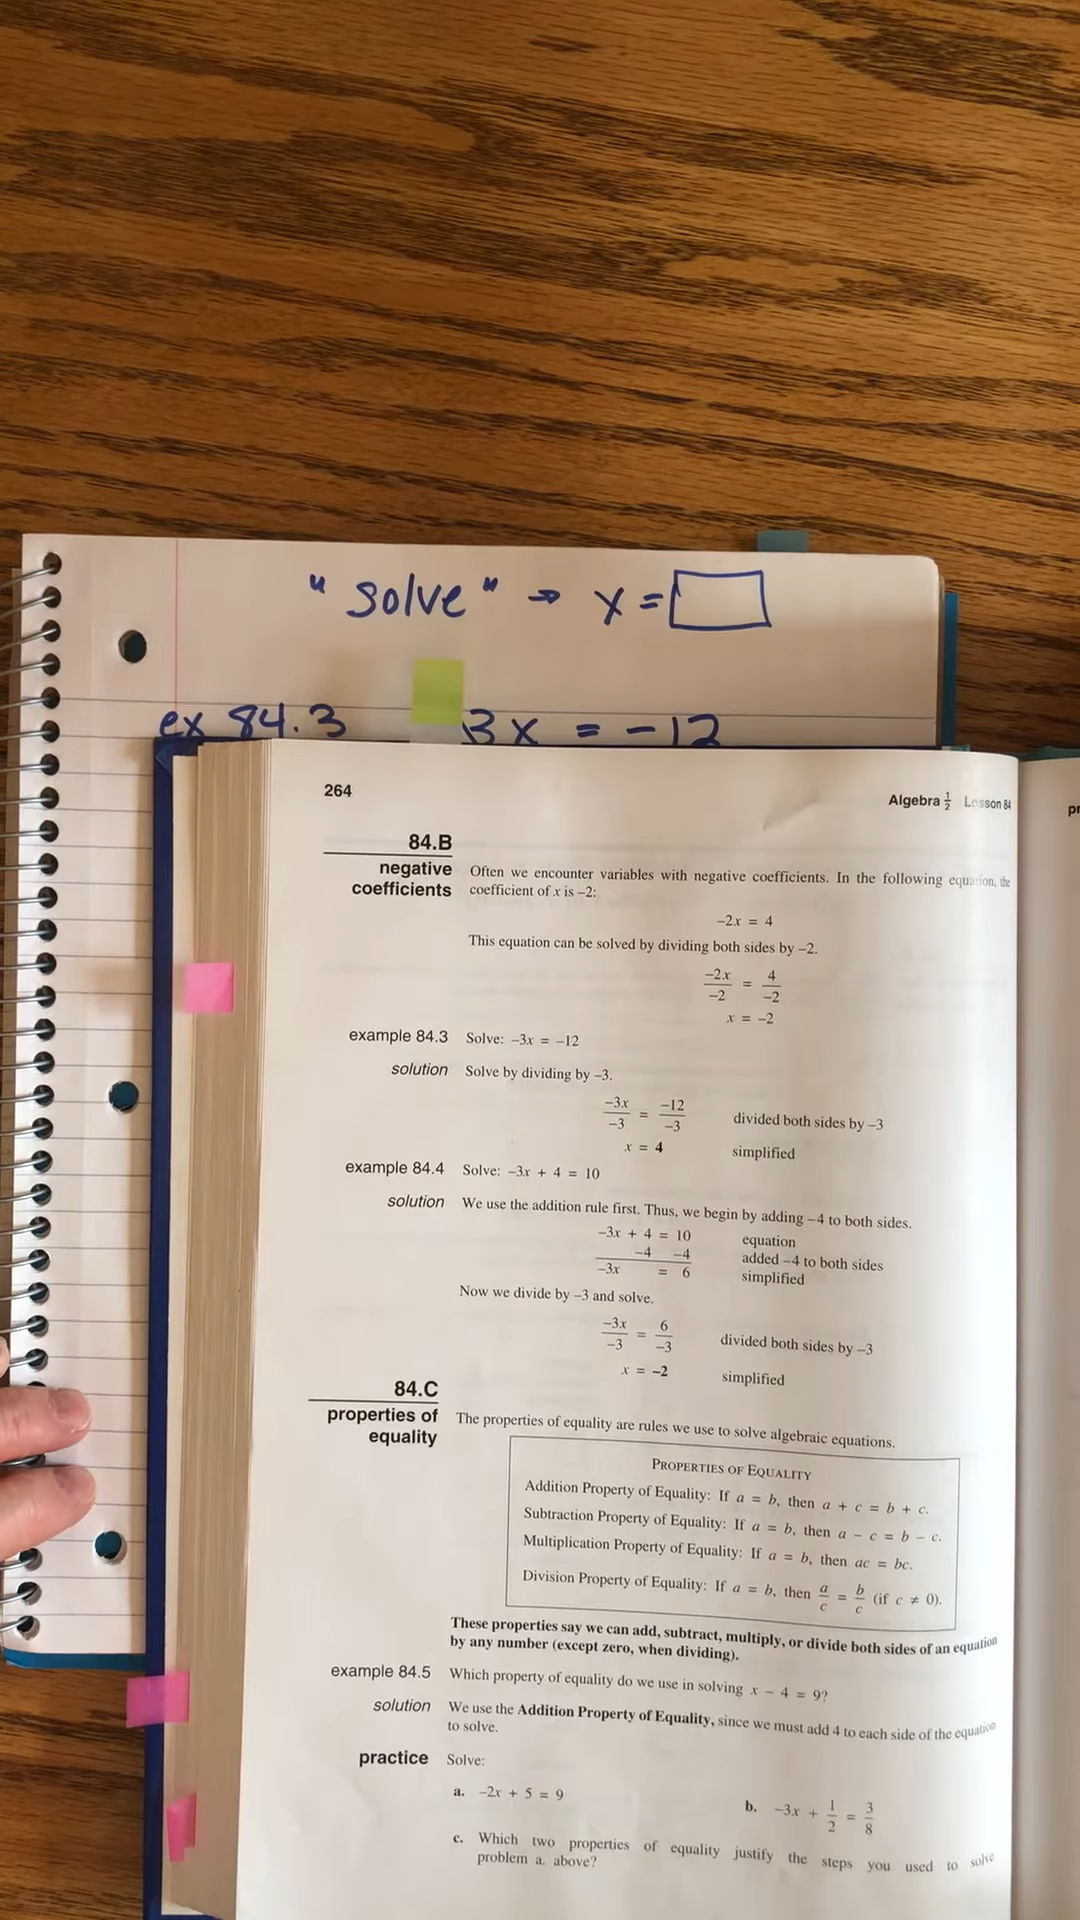 "solve" → x = 
ex 84.3 3x = -12
264
Algebra 1/2 Lesson 84
84.B
negative
coefficients
Often we encounter variables with negative coefficients. In the following equation, the
coefficient of x is –2:
–2x = 4
This equation can be solved by dividing both sides by –2.
–2x/–2 = 4/–2
x = –2
example 84.3 Solve: –3x = –12
solution Solve by dividing by –3.
–3x/–3 = –12/–3 divided both sides by –3
x = 4 simplified
example 84.4 Solve: –3x + 4 = 10
solution We use the addition rule first. Thus, we begin by adding –4 to both sides.
–3x + 4 = 10 equation
–4 –4 added –4 to both sides
–3x = 6 simplified
Now we divide by –3 and solve.
–3x/–3 = 6/–3 divided both sides by –3
x = –2 simplified
84.C
properties of
equality
The properties of equality are rules we use to solve algebraic equations.
PROPERTIES OF EQUALITY
Addition Property of Equality: If a = b, then a + c = b + c.
Subtraction Property of Equality: If a = b, then a – c = b – c.
Multiplication Property of Equality: If a = b, then ac = bc.
Division Property of Equality: If a = b, then a/c = b/c (if c ≠ 0).
These properties say we can add, subtract, multiply, or divide both sides of an equation
by any number (except zero, when dividing).
example 84.5 Which property of equality do we use in solving x – 4 = 9?
solution We use the Addition Property of Equality, since we must add 4 to each side of the equation
to solve.
practice Solve:
a. –2x + 5 = 9
b. –3x + 1/2 = 3/8
c. Which two properties of equality justify the steps you used to solve
problem a. above?